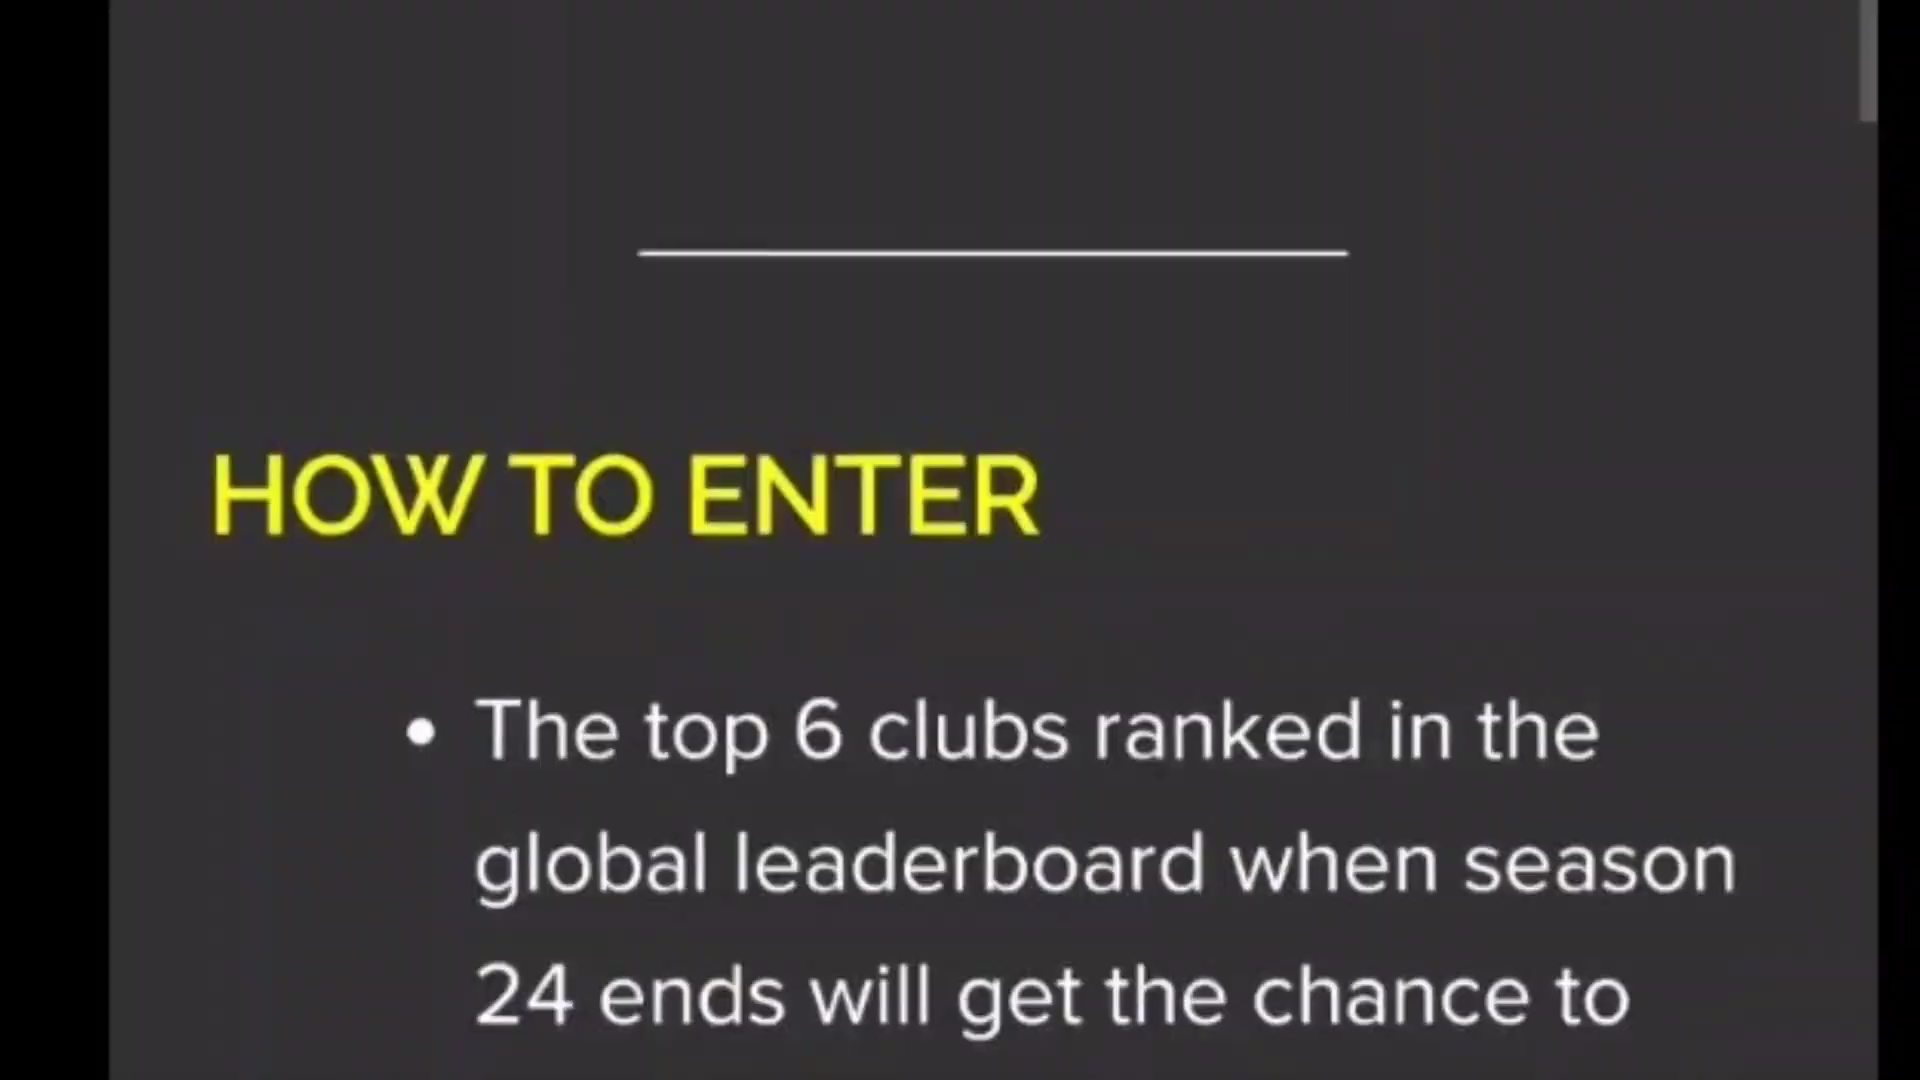 HOW TO ENTER
• The top 6 clubs ranked in the
global leaderboard when season
24 ends will get the chance to